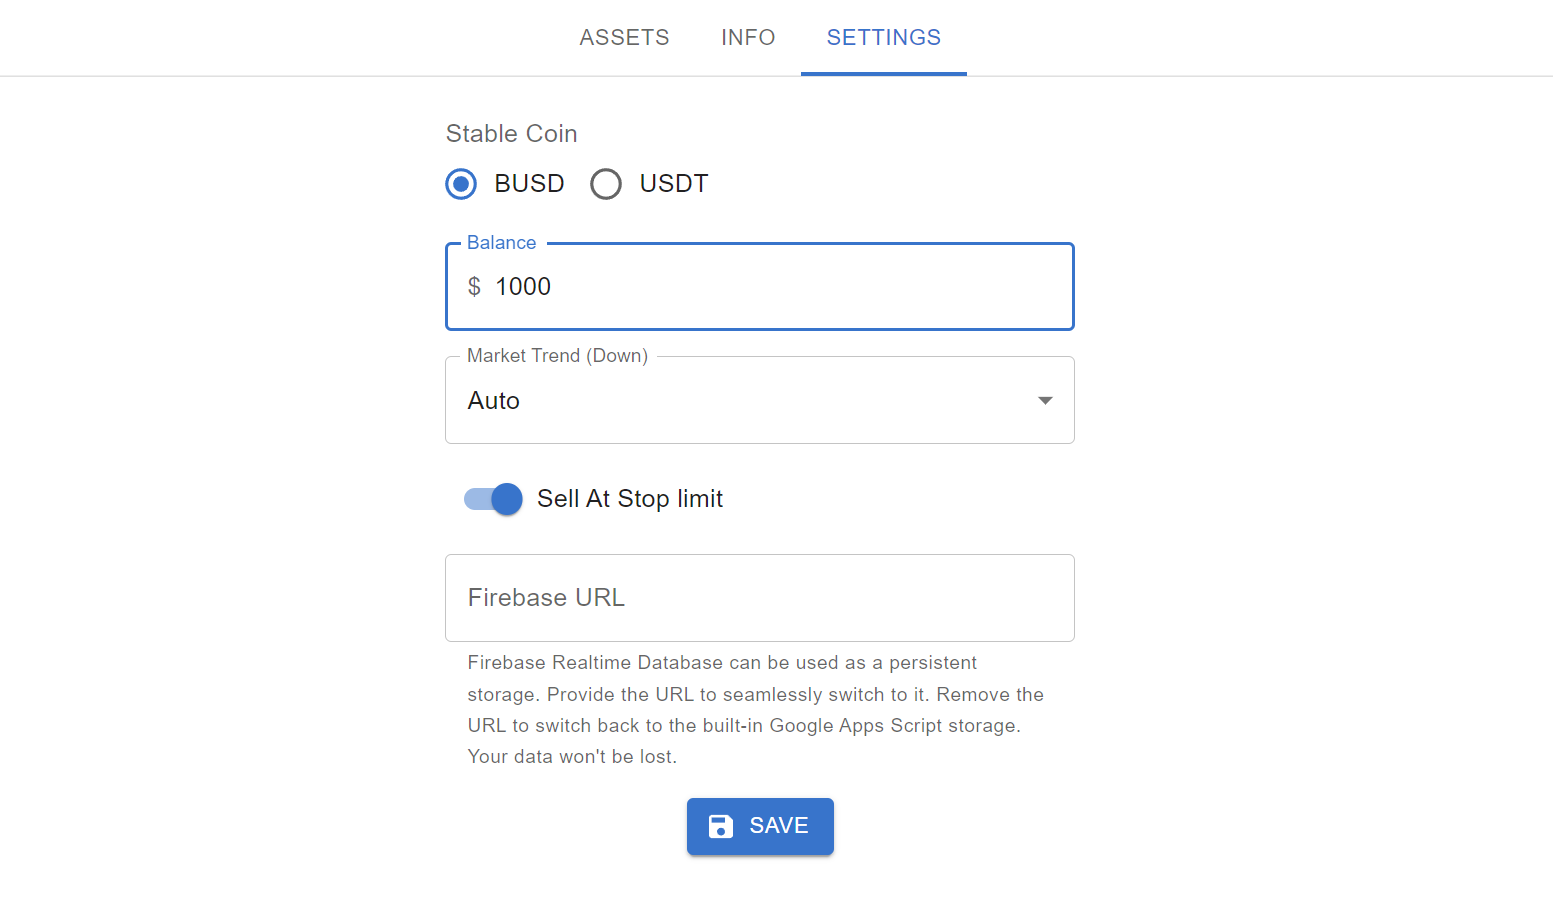 ASSETS INFO SETTINGS
Stable Coin
BUSD USDT
Balance
$ 1000
Market Trend (Down)
Auto
Sell At Stop limit
Firebase URL
Firebase Realtime Database can be used as a persistent
storage. Provide the URL to seamlessly switch to it. Remove the
URL to switch back to the built-in Google Apps Script storage.
Your data won't be lost.
SAVE